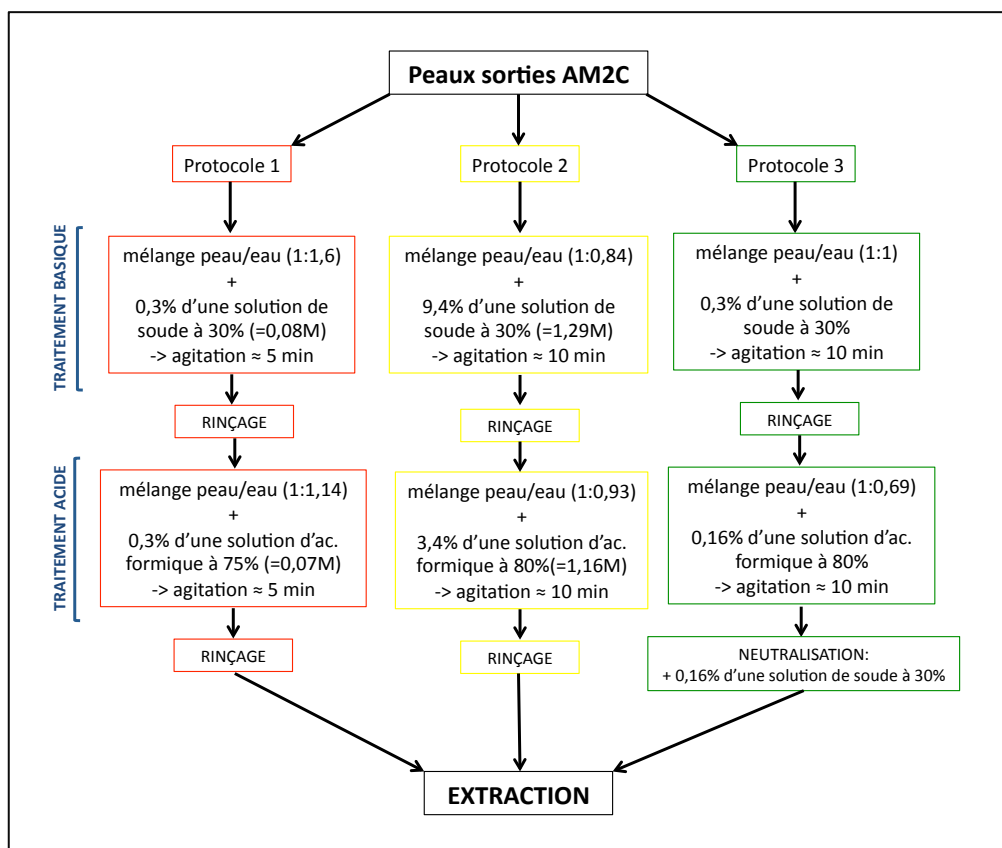 Peaux sorties AM2C
Protocole 1
Protocole 2
Protocole 3
TRAITEMENT BASIQUE
mélange peau/eau (1:1,6)
+
0,3% d'une solution de
soude à 30% (=0,08M)
-> agitation ≈ 5 min
mélange peau/eau (1:0,84)
+
9,4% d'une solution de
soude à 30% (=1,29M)
-> agitation ≈ 10 min
mélange peau/eau (1:1)
+
0,3% d'une solution de
soude à 30%
-> agitation ≈ 10 min
RINÇAGE
RINÇAGE
RINÇAGE
TRAITEMENT ACIDE
mélange peau/eau (1:1,14)
+
0,3% d'une solution d'ac.
formique à 75% (=0,07M)
-> agitation ≈ 5 min
mélange peau/eau (1:0,93)
+
3,4% d'une solution d'ac.
formique à 80%(=1,16M)
-> agitation ≈ 10 min
mélange peau/eau (1:0,69)
+
0,16% d'une solution d'ac.
formique à 80%
-> agitation ≈ 10 min
RINÇAGE
RINÇAGE
NEUTRALISATION:
+ 0,16% d'une solution de soude à 30%
EXTRACTION